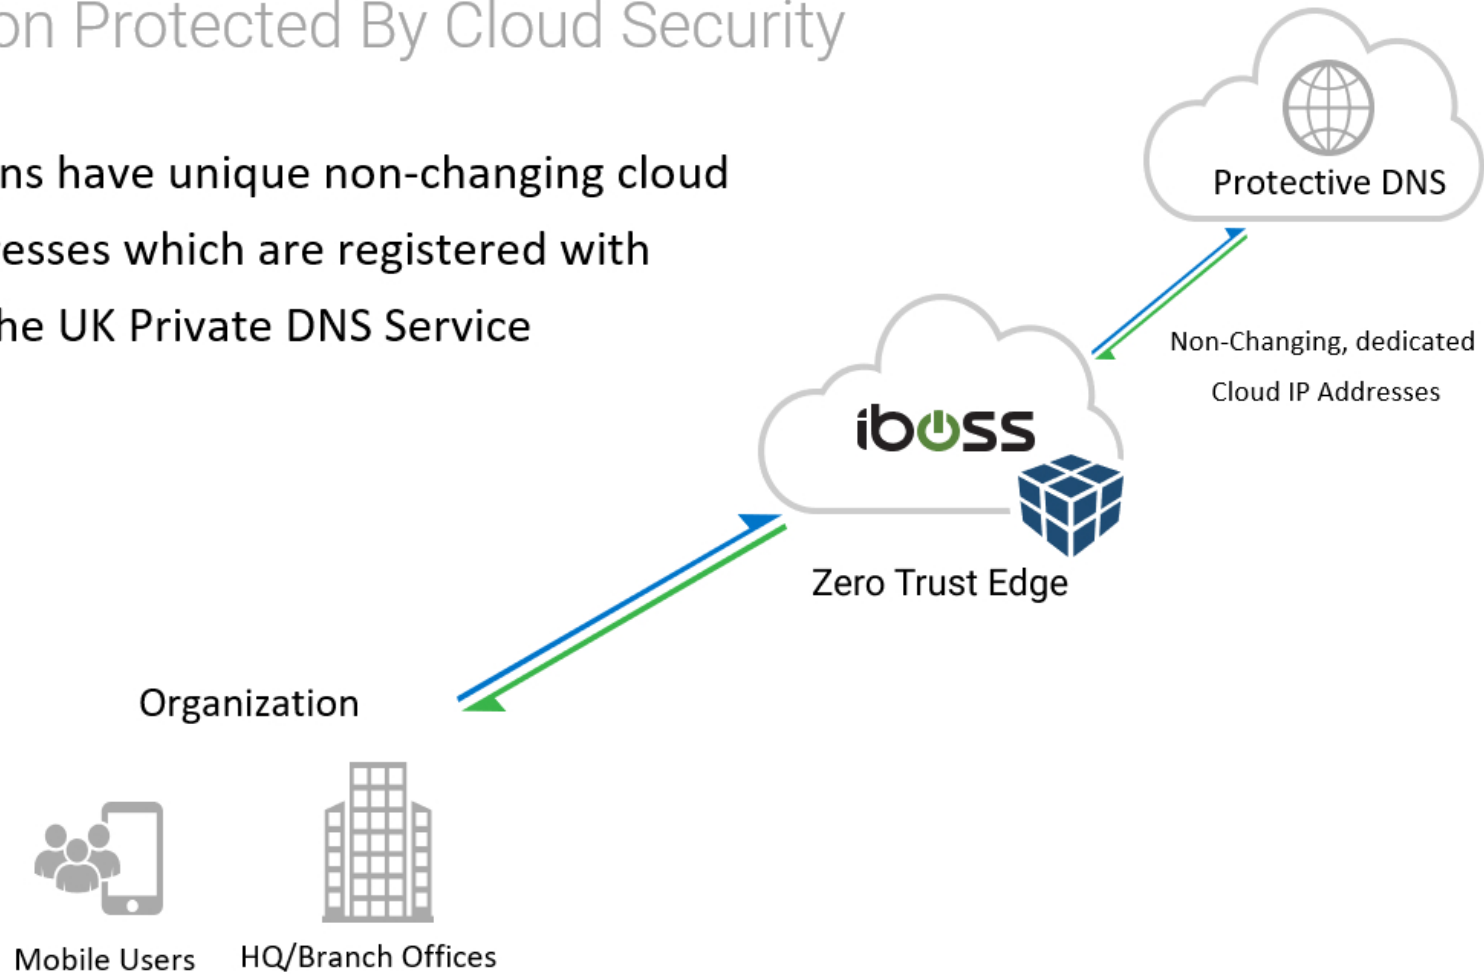 on Protected By Cloud Security
ns have unique non-changing cloud
esses which are registered with
he UK Private DNS Service
Protective DNS
Non-Changing, dedicated
Cloud IP Addresses
iboss
Zero Trust Edge
Organization
Mobile Users
HQ/Branch Offices